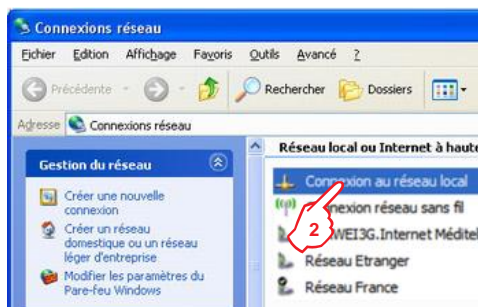 Connexions réseau
Fichier Edition Affichage Favoris Outils Avancé ?
Précédente Rechercher Dossiers
Adresse Connexions réseau
Gestion du réseau
Créer une nouvelle
connexion
Créer un réseau
domestique ou un réseau
léger d'entreprise
Modifier les paramètres du
Pare-feu Windows
Réseau local ou Internet à haute
Connexion au réseau local
nexion réseau sans fil
WEI3G.Internet Méditel
Réseau Etranger
Réseau France
2